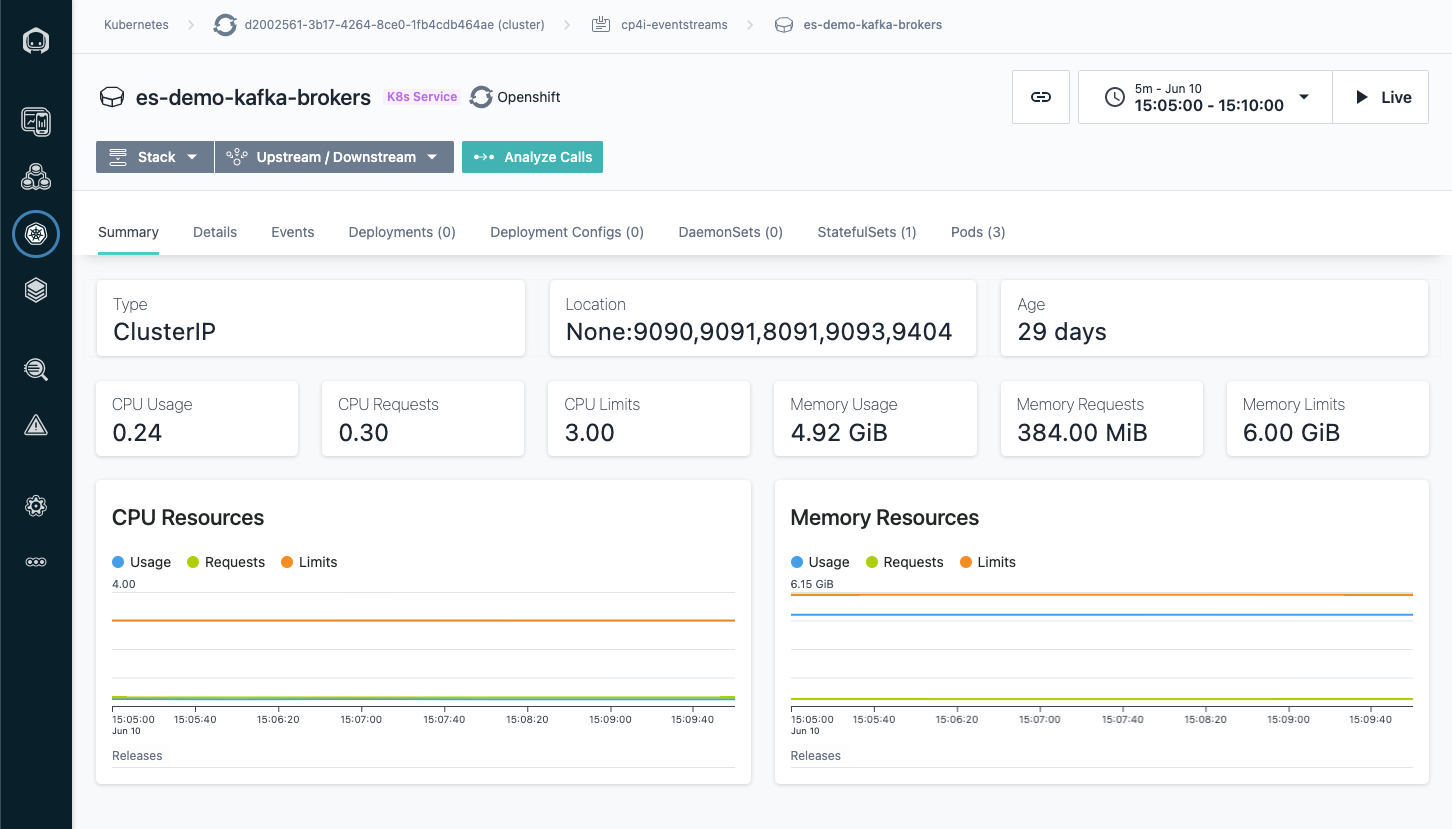 Kubernetes
d2002561-3b17-4264-8ce0-1fb4cdb464ae (cluster)
cp4i-eventstreams
es-demo-kafka-brokers
es-demo-kafka-brokers
K8s Service
Openshift
5m - Jun 10
15:05:00 - 15:10:00
Live
Stack
Upstream / Downstream
Analyze Calls
Summary
Details
Events
Deployments (0)
Deployment Configs (0)
DaemonSets (0)
StatefulSets (1)
Pods (3)
Type
ClusterIP
Location
None:9090,9091,8091,9093,9404
Age
29 days
CPU Usage
0.24
CPU Requests
0.30
CPU Limits
3.00
Memory Usage
4.92 GiB
Memory Requests
384.00 MiB
Memory Limits
6.00 GiB
CPU Resources
Usage
Requests
Limits
4.00
15:05:00
15:05:40
15:06:20
15:07:00
15:07:40
15:08:20
15:09:00
15:09:40
Jun 10
Releases
Memory Resources
Usage
Requests
Limits
6.15 GiB
15:05:00
15:05:40
15:06:20
15:07:00
15:07:40
15:08:20
15:09:00
15:09:40
Jun 10
Releases